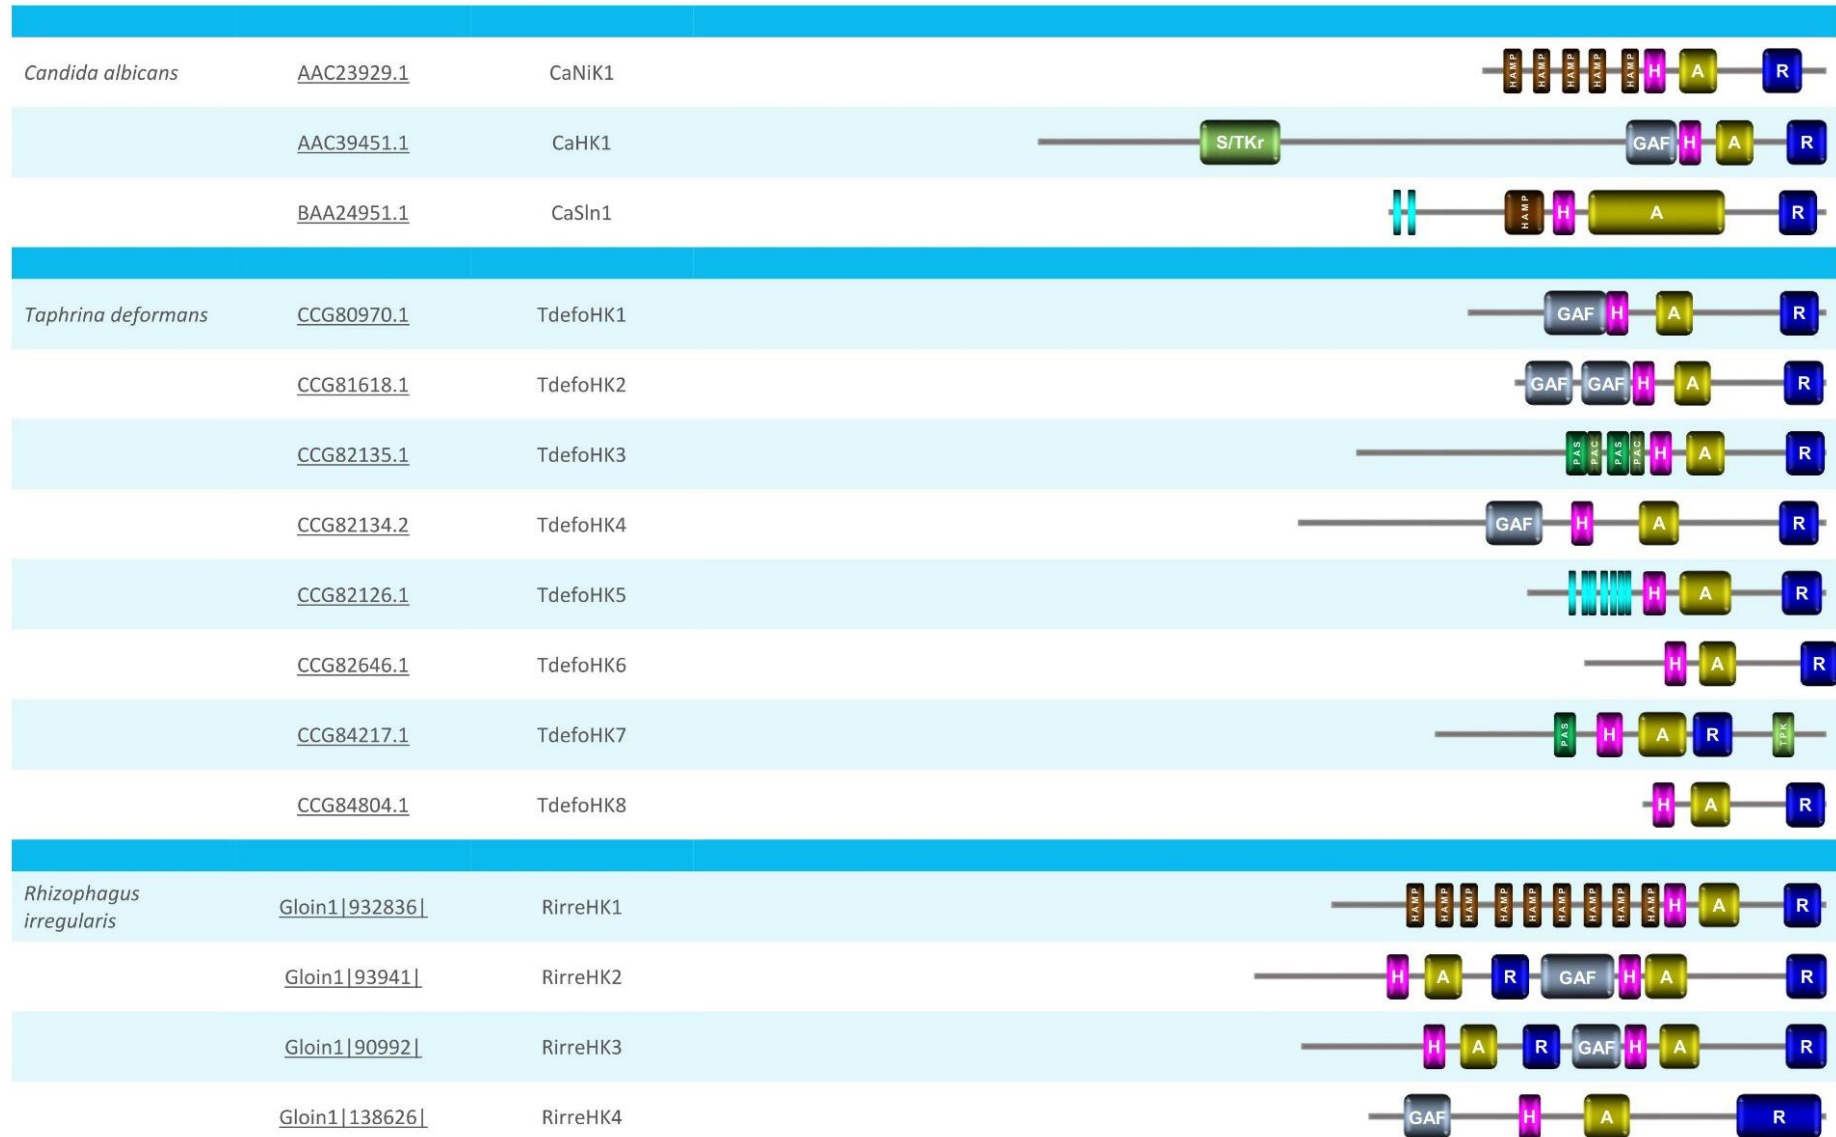 Candida albicans AAC23929.1 CaNiK1 HAMP HAMP HAMP HAMP HAMP H A R
AAC39451.1 CaHK1 S/TKr GAF H A R
BAA24951.1 CaSln1 HAMP H A R
Taphrina deformans CCG80970.1 TdefoHK1 GAF H A R
CCG81618.1 TdefoHK2 GAF GAF H A R
CCG82135.1 TdefoHK3 PAS PAC PAS PAC H A R
CCG82134.2 TdefoHK4 GAF H A R
CCG82126.1 TdefoHK5 H A R
CCG82646.1 TdefoHK6 H A R
CCG84217.1 TdefoHK7 PAS H A R TPK
CCG84804.1 TdefoHK8 H A R
Rhizophagus
irregularis Gloin1|932836| RirreHK1 HAMP HAMP HAMP HAMP HAMP HAMP HAMP HAMP HAMP H A R
Gloin1|93941| RirreHK2 H A R GAF H A R
Gloin1|90992| RirreHK3 H A R GAF H A R
Gloin1|138626| RirreHK4 GAF H A R